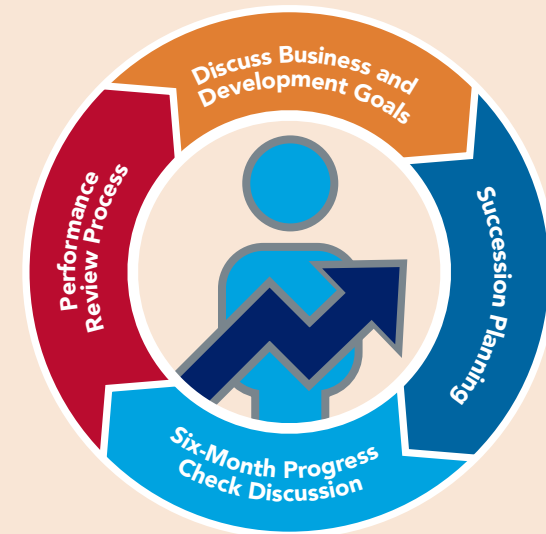 Discuss Business and
Development Goals
Succession Planning
Six-Month Progress
Check Discussion
Performance
Review Process